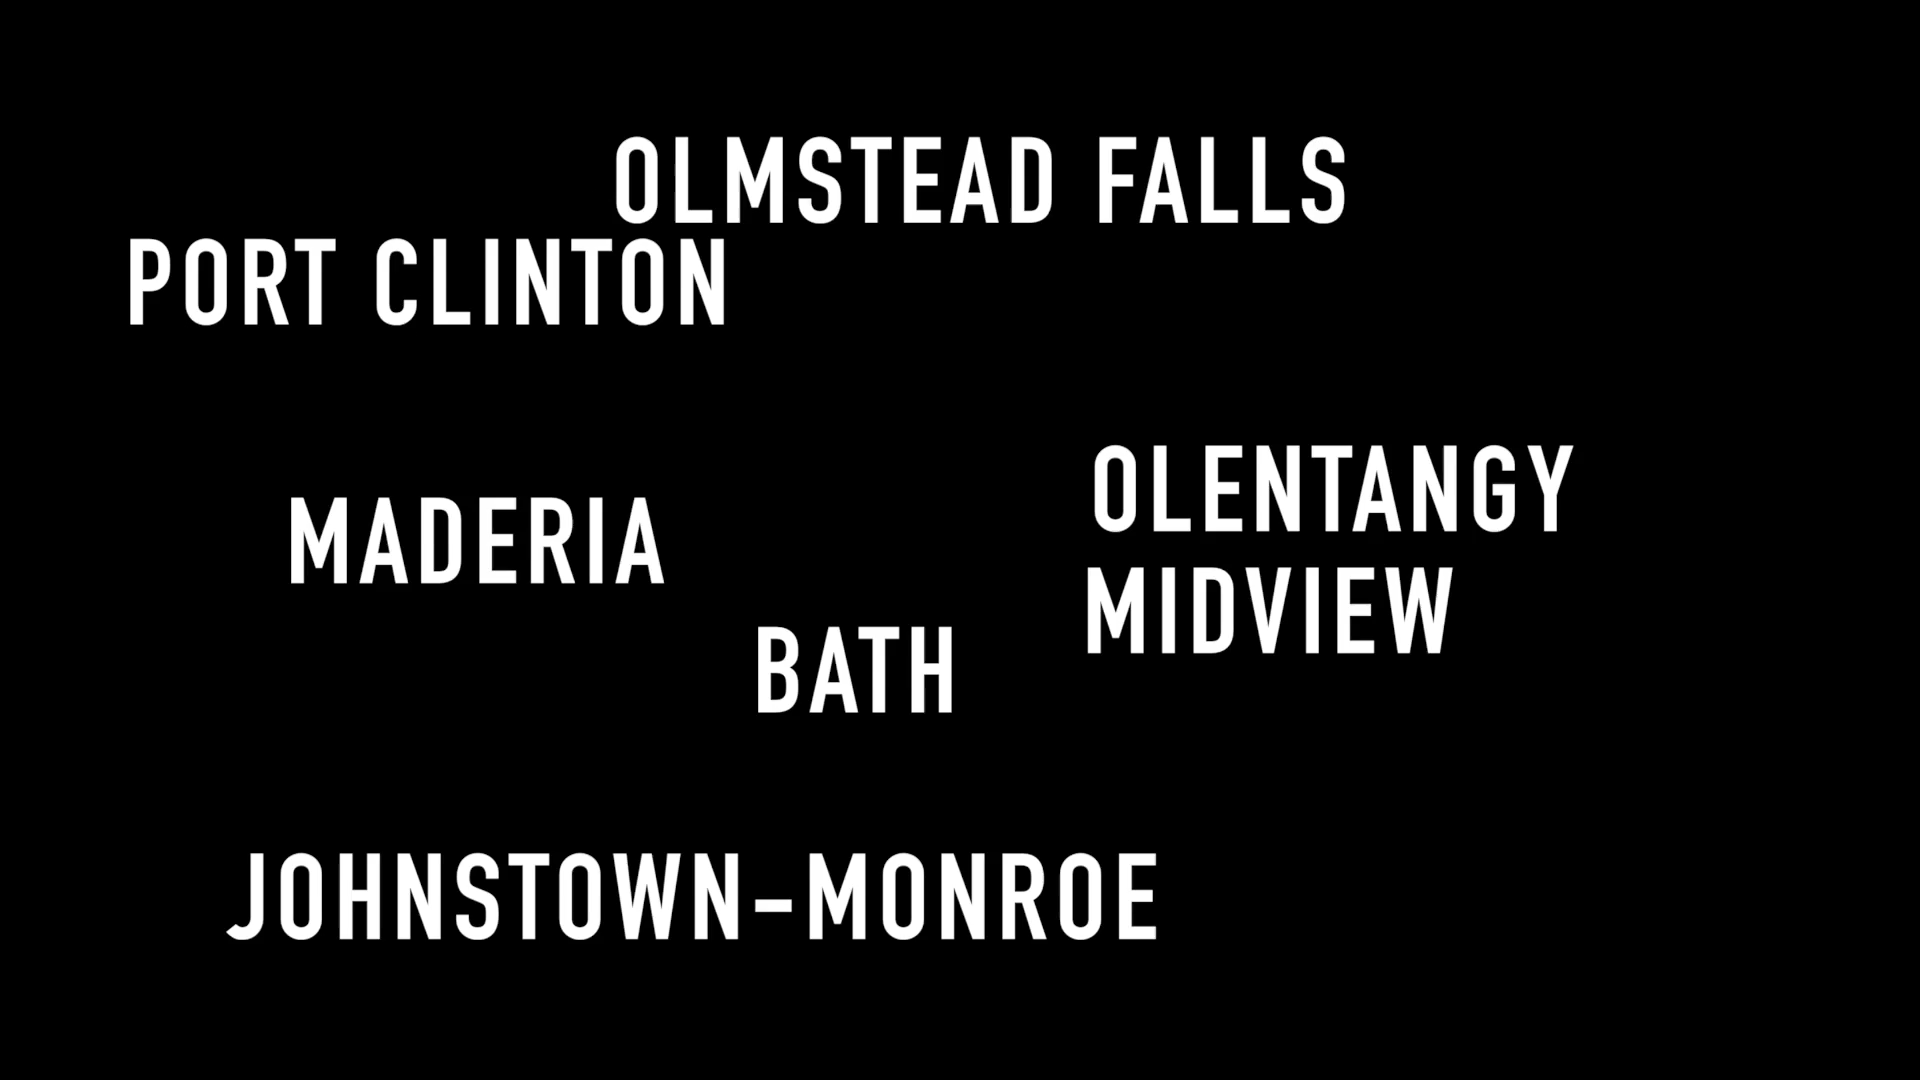 OLMSTEAD FALLS
PORT CLINTON
OLENTANGY
MADERIA
MIDVIEW
BATH
JOHNSTOWN-MONROE